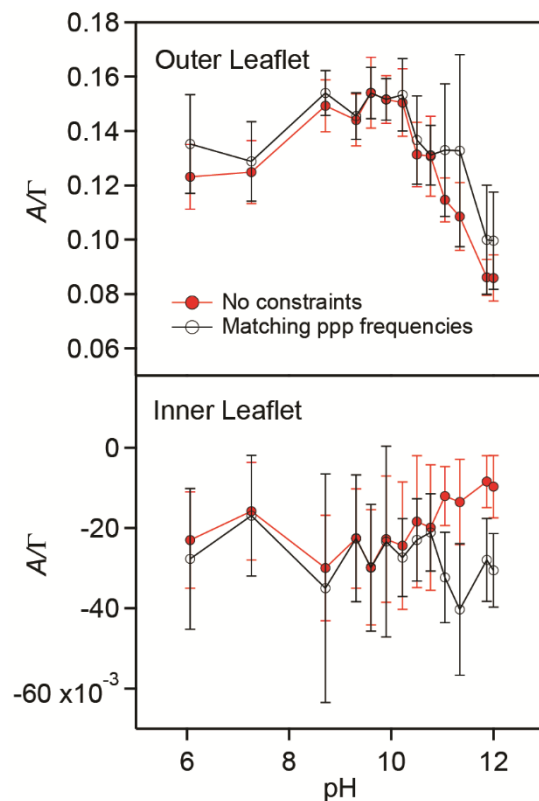 0.18
Outer Leaflet
0.16
0.14
A/Γ
0.12
0.10
No constraints
0.08
Matching ppp frequencies
0.06
Inner Leaflet
0
-20
A/Γ
-40
-60 x10⁻³
6 8 10 12
pH